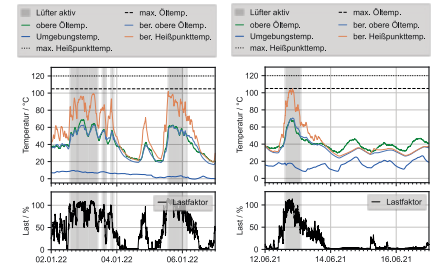 Lüfter aktiv
obere Öltemp.
Umgebungstemp.
max. Heißpunkttemp.
max. Öltemp.
ber. obere Öltemp.
ber. Heißpunkttemp.
Lüfter aktiv
obere Öltemp.
Umgebungstemp.
max. Heißpunkttemp.
max. Öltemp.
ber. obere Öltemp.
ber. Heißpunkttemp.
Temperatur / °C
120
100
80
60
40
20
0
Temperatur / °C
120
100
80
60
40
20
0
Last / %
100
50
0
Lastfaktor
02.01.22
04.01.22
06.01.22
Last / %
100
50
0
Lastfaktor
12.06.21
14.06.21
16.06.21